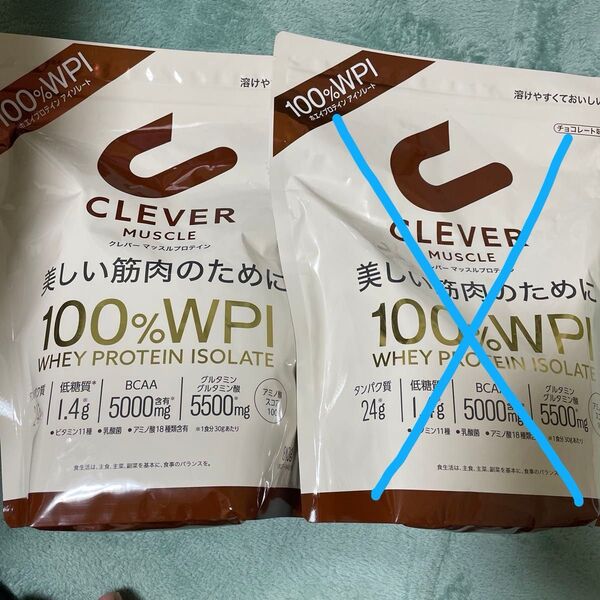 100%WPI
ホエイプロテイン アイソレート
溶けや
CLEVER
MUSCLE
クレバー マッスルプロテイン
美しい筋肉のために
100%WPI
WHEY PROTEIN ISOLATE
低糖質*
1.4g
BCAA
5000mg
含有*
グルタミン
グルタミン酸
5500mg
アミノ酸
スコア
100
• ビタミン11種 • 乳酸菌 • アミノ酸18種類含有 ※1食分30gあたり
食生活は、主食、主菜、副菜を基本に、食事のバランスを。
100%WPI
ホエイプロテイン アイソレート
溶けやすくておいしい
チョコレート
CLEVER
MUSCLE
クレバー マッスルプロテイン
美しい筋肉のために
100%WPI
WHEY PROTEIN ISOLATE
タンパク質
24g
低糖質*
BCAA
5000mg
含有*
グルタミン
グルタミン酸
5500mg
• ビタミン11種 • 乳酸菌 • アミノ酸18種類含有 ※1食分30gあたり
食生活は、主食、主菜、副菜を基本に、食事のバランスを。